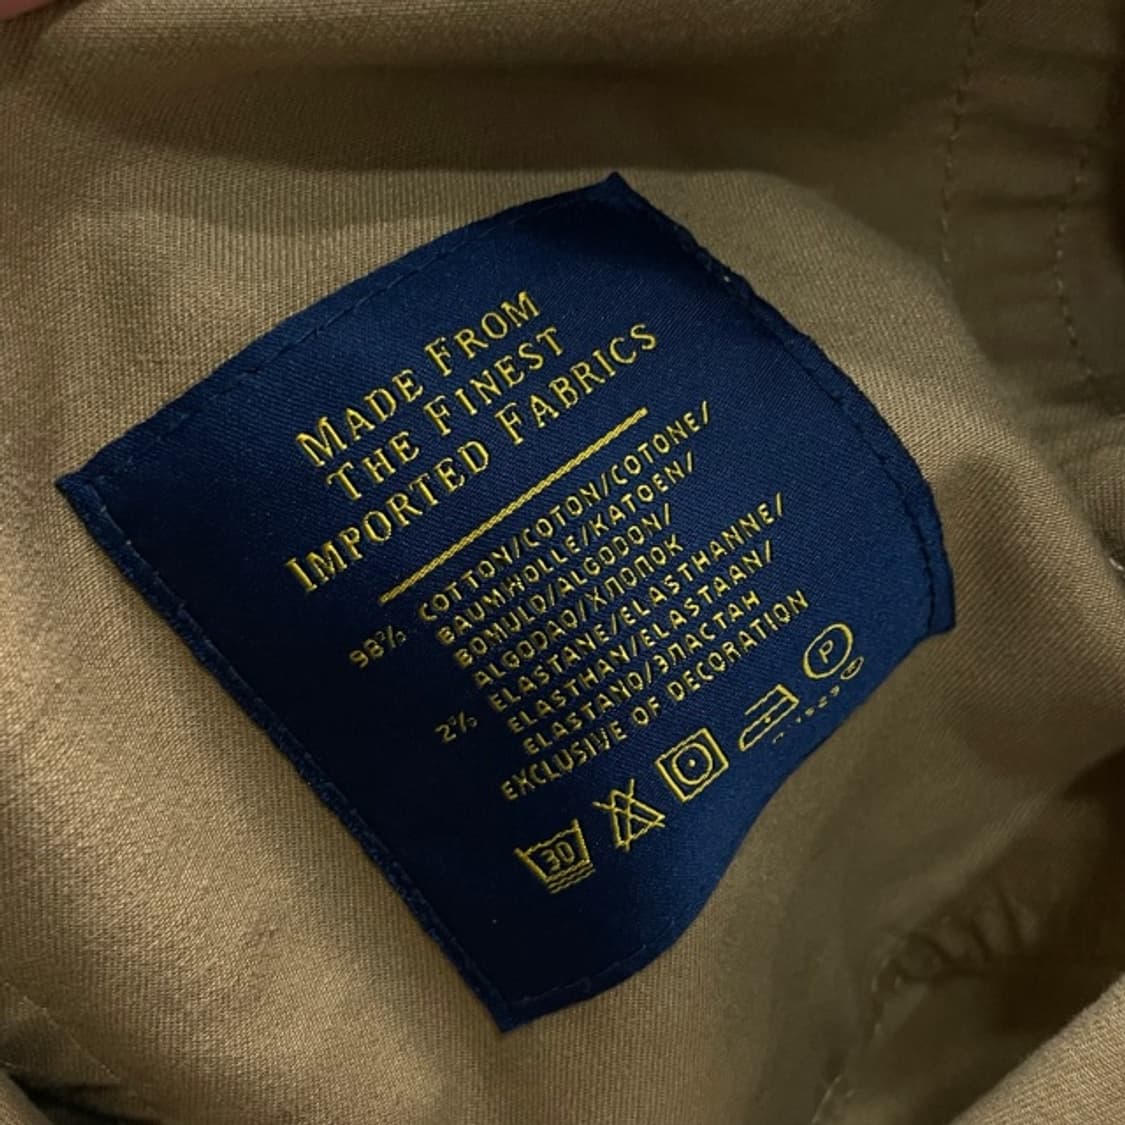 MADE FROM
THE FINEST
IMPORTED FABRICS
98% COTTON/COTON/COTONE/
BAUMWOLLE/KATOEN/
BOMULD/ALGODON/
ALGODAO/ХЛОПОК
2% ELASTANE/ELASTHANNE/
ELASTHAN/ELASTAAN/
ELASTANO/ЭЛАСТАН
EXCLUSIVE OF DECORATION
30
P